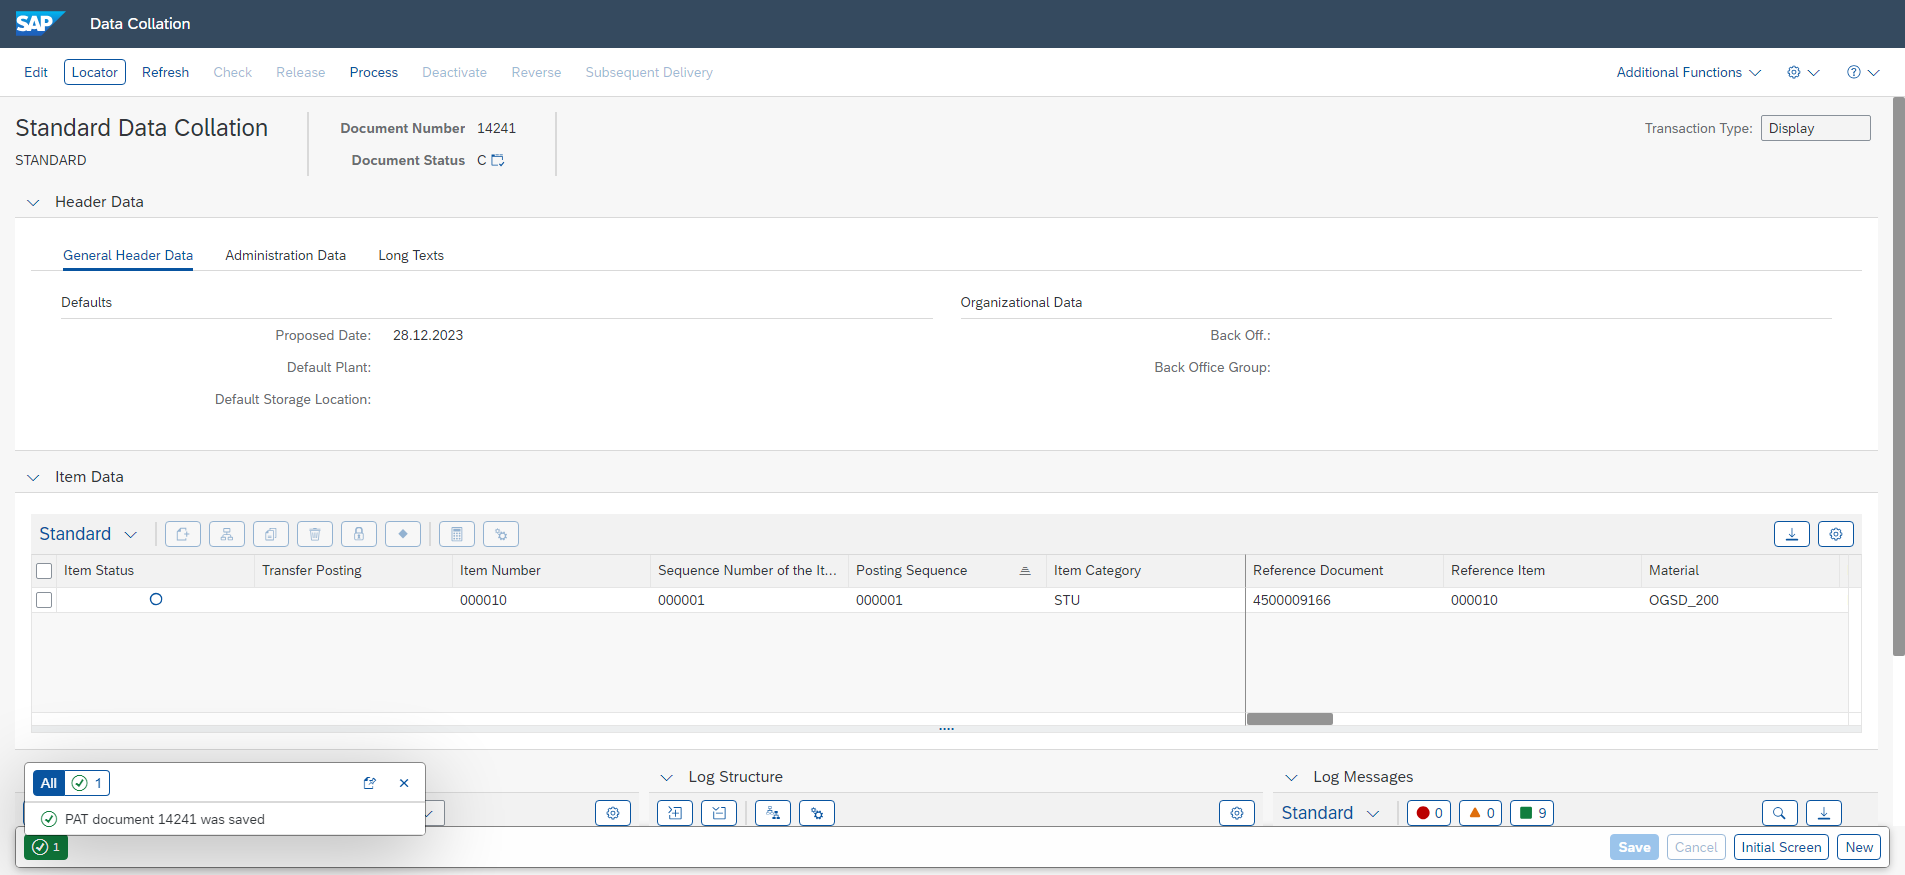 SAP Data Collation
Edit Locator Refresh Check Release Process Deactivate Reverse Subsequent Delivery Additional Functions
Standard Data Collation Document Number 14241 Transaction Type: Display
STANDARD Document Status C
Header Data
General Header Data Administration Data Long Texts
Defaults Organizational Data
Proposed Date: 28.12.2023 Back Off.:
Default Plant: Back Office Group:
Default Storage Location:
Item Data
Standard
Item Status Transfer Posting Item Number Sequence Number of the It... Posting Sequence Item Category Reference Document Reference Item Material
000010 000001 000001 STU 4500009166 000010 OGSD_200
Log Structure Log Messages
All 1
Standard 0 0 9
PAT document 14241 was saved
1 Save Cancel Initial Screen New